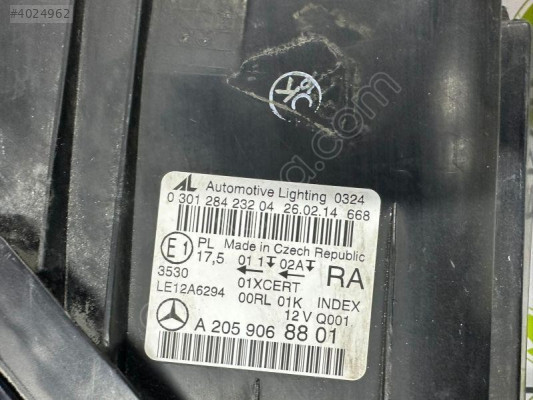 #4024962
AL Automotive Lighting 0324
0 301 284 232 04 26.02.14 668
E1 PL Made in Czech Republic
17,5 01 1 02A
3530 RA
LE12A6294 01XCERT
00RL 01K INDEX
12 V Q001
A 205 906 88 01